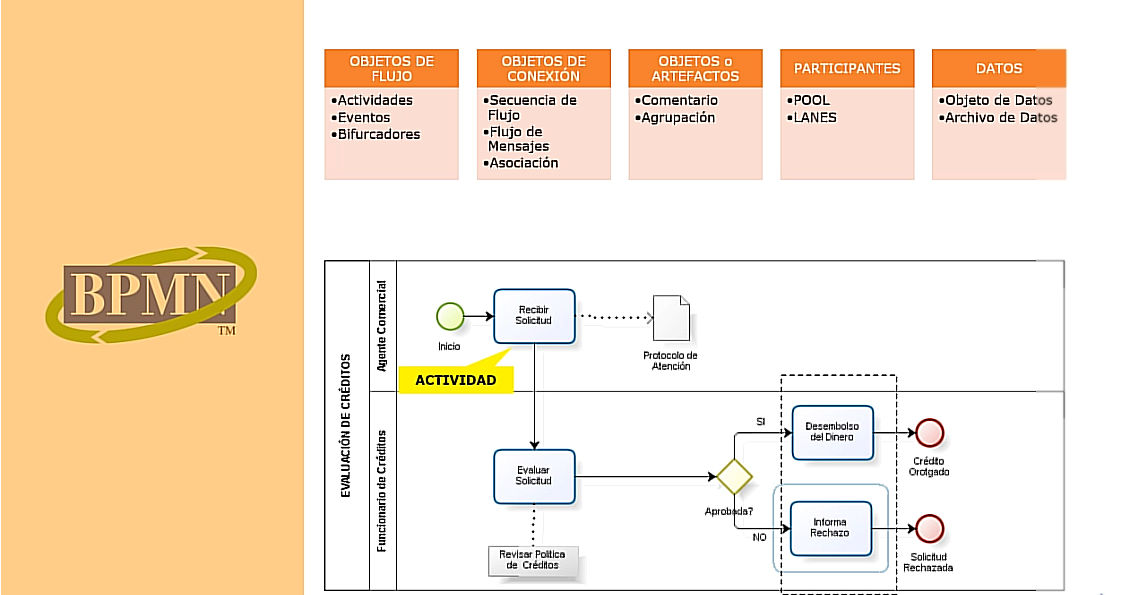 OBJETOS DE
FLUJO
•Actividades
•Eventos
•Bifurcadores
OBJETOS DE
CONEXIÓN
•Secuencia de
Flujo
•Flujo de
Mensajes
•Asociación
OBJETOS o
ARTEFACTOS
•Comentario
•Agrupación
PARTICIPANTES
•POOL
•LANES
DATOS
•Objeto de Datos
•Archivo de Datos
BPMN
TM
EVALUACIÓN DE CRÉDITOS
Agente Comercial
Inicio
Recibir
Solicitud
Protocolo de
Atención
ACTIVIDAD
Funcionario de Créditos
Evaluar
Solicitud
Revisar Politica
de Créditos
Aprobada?
SI
NO
Desembolso
del Dinero
Crédito
Orotgado
Informa
Rechazo
Solicitud
Rechazada